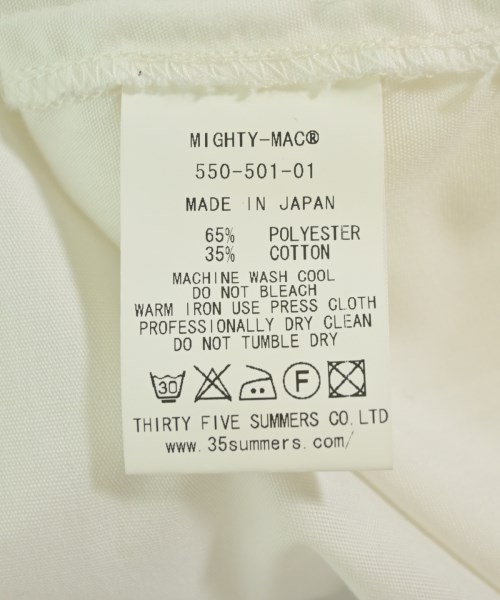 MIGHTY-MAC®
550-501-01
MADE IN JAPAN
65% POLYESTER
35% COTTON
MACHINE WASH COOL
DO NOT BLEACH
WARM IRON USE PRESS CLOTH
PROFESSIONALLY DRY CLEAN
DO NOT TUMBLE DRY
30 F
THIRTY FIVE SUMMERS CO.LTD
www.35summers.com/